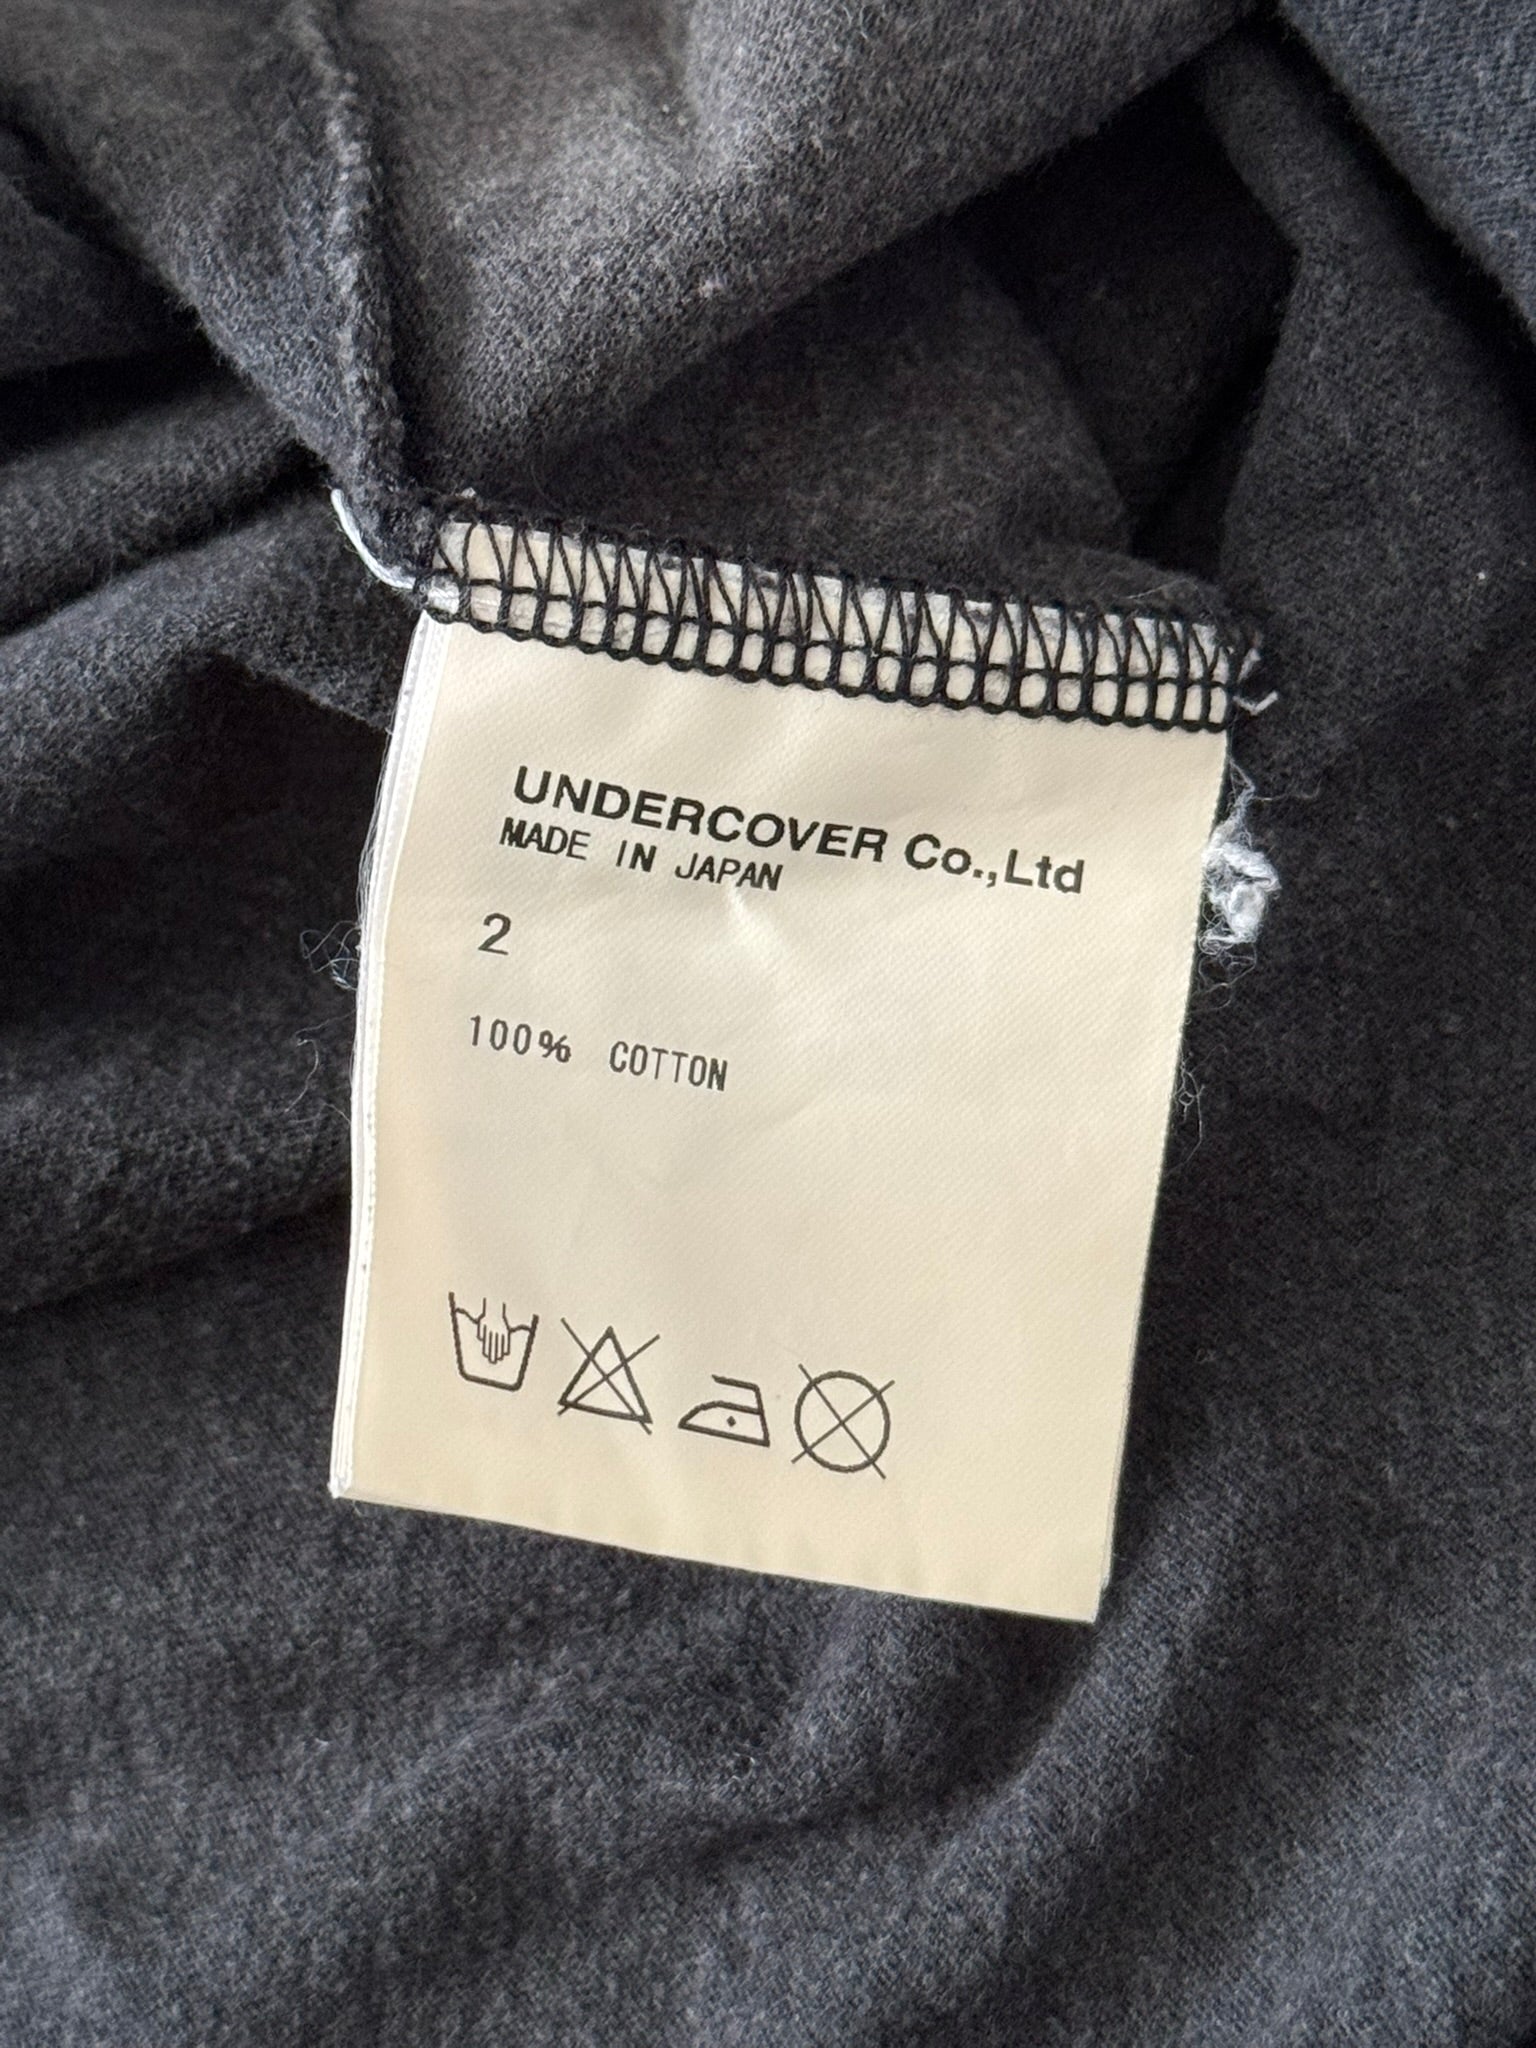 UNDERCOVER Co.,Ltd
MADE IN JAPAN
2
100% COTTON